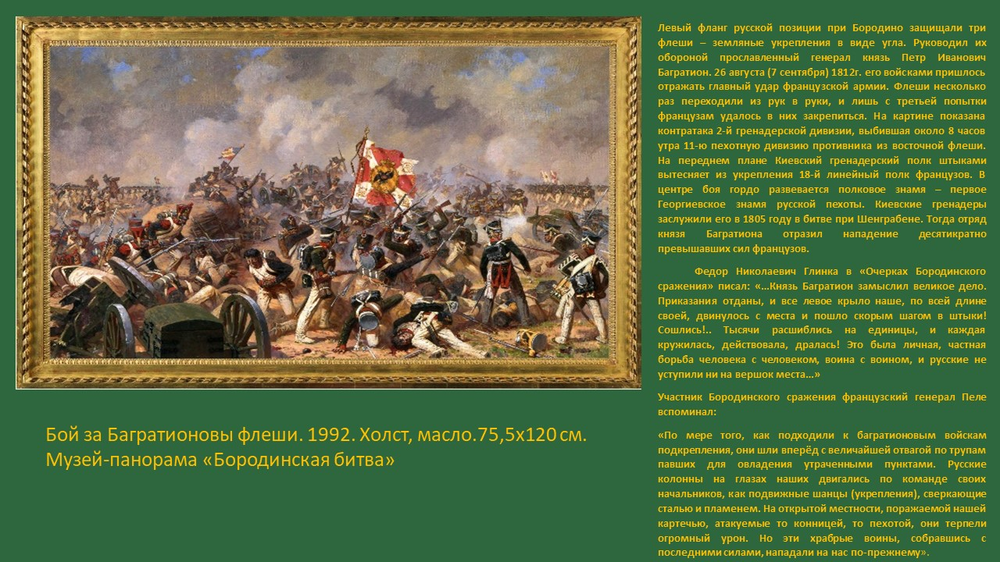 Левый фланг русской позиции при Бородино защищали три
флеши – земляные укрепления в виде угла. Руководил их
обороной прославленный генерал князь Петр Иванович
Багратион. 26 августа (7 сентября) 1812г. его войсками пришлось
отражать главный удар французской армии. Флеши несколько
раз переходили из рук в руки, и лишь с третьей попытки
французам удалось в них закрепиться. На картине показана
контратака 2-й гренадерской дивизии, выбившая около 8 часов
утра 11-ю пехотную дивизию противника из восточной флеши.
На переднем плане Киевский гренадерский полк штыками
вытесняет из укрепления 18-й линейный полк французов. В
центре боя гордо развевается полковое знамя – первое
Георгиевское знамя русской пехоты. Киевские гренадеры
заслужили его в 1805 году в битве при Шенграбене. Тогда отряд
князя Багратиона отразил нападение десятикратно
превышавших сил французов.
Федор Николаевич Глинка в «Очерках Бородинского
сражения» писал: «…Князь Багратион замыслил великое дело.
Приказания отданы, и все левое крыло наше, по всей длине
своей, двинулось с места и пошло скорым шагом в штыки!
Сошлись!.. Тысячи расшиблись на единицы, и каждая
кружилась, действовала, дралась! Это была личная, частная
борьба человека с человеком, воина с воином, и русские не
уступили ни на вершок места…»
Участник Бородинского сражения французский генерал Пеле
вспоминал:
«По мере того, как подходили к багратионовым войскам
подкрепления, они шли вперёд с величайшей отвагой по трупам
павших для овладения утраченными пунктами. Русские
колонны на глазах наших двигались по команде своих
начальников, как подвижные шанцы (укрепления), сверкающие
сталью и пламенем. На открытой местности, поражаемой нашей
картечью, атакуемые то конницей, то пехотой, они терпели
огромный урон. Но эти храбрые воины, собравшись с
последними силами, нападали на нас по-прежнему».
Бой за Багратионовы флеши. 1992. Холст, масло.75,5х120 см.
Музей-панорама «Бородинская битва»